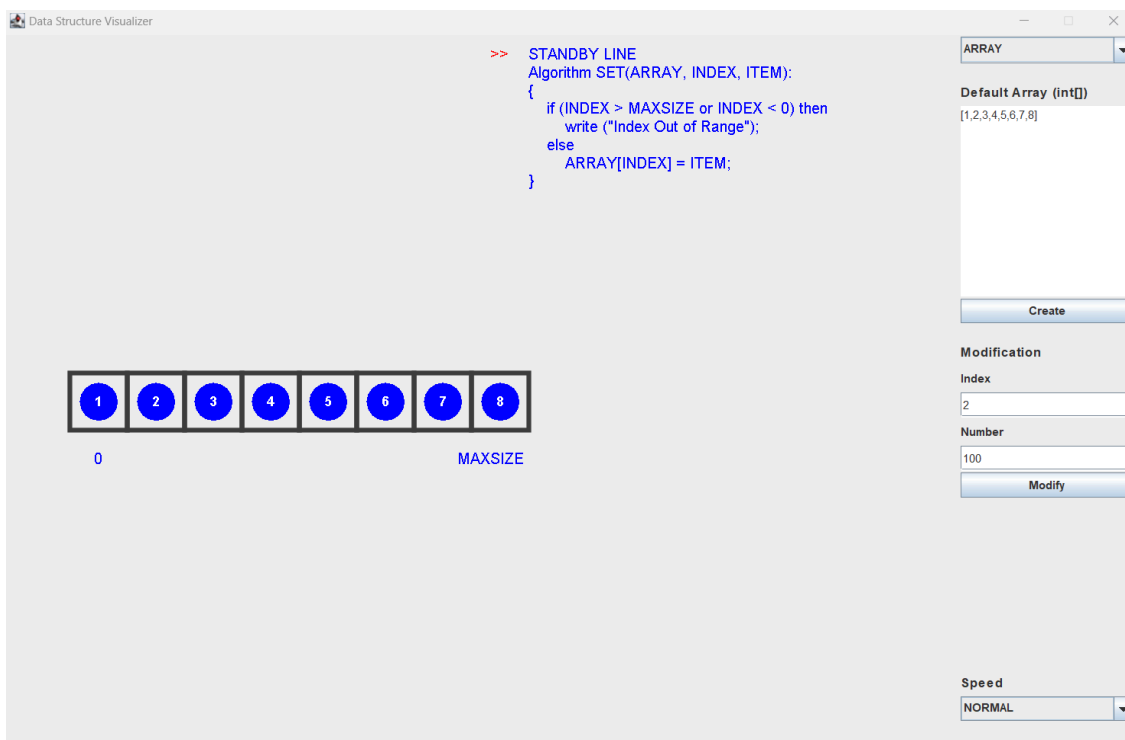 Data Structure Visualizer
>> STANDBY LINE
Algorithm SET(ARRAY, INDEX, ITEM):
{
if (INDEX > MAXSIZE or INDEX < 0) then
write ("Index Out of Range");
else
ARRAY[INDEX] = ITEM;
}
1 2 3 4 5 6 7 8
0 MAXSIZE
ARRAY
Default Array (int[])
[1,2,3,4,5,6,7,8]
Create
Modification
Index
2
Number
100
Modify
Speed
NORMAL